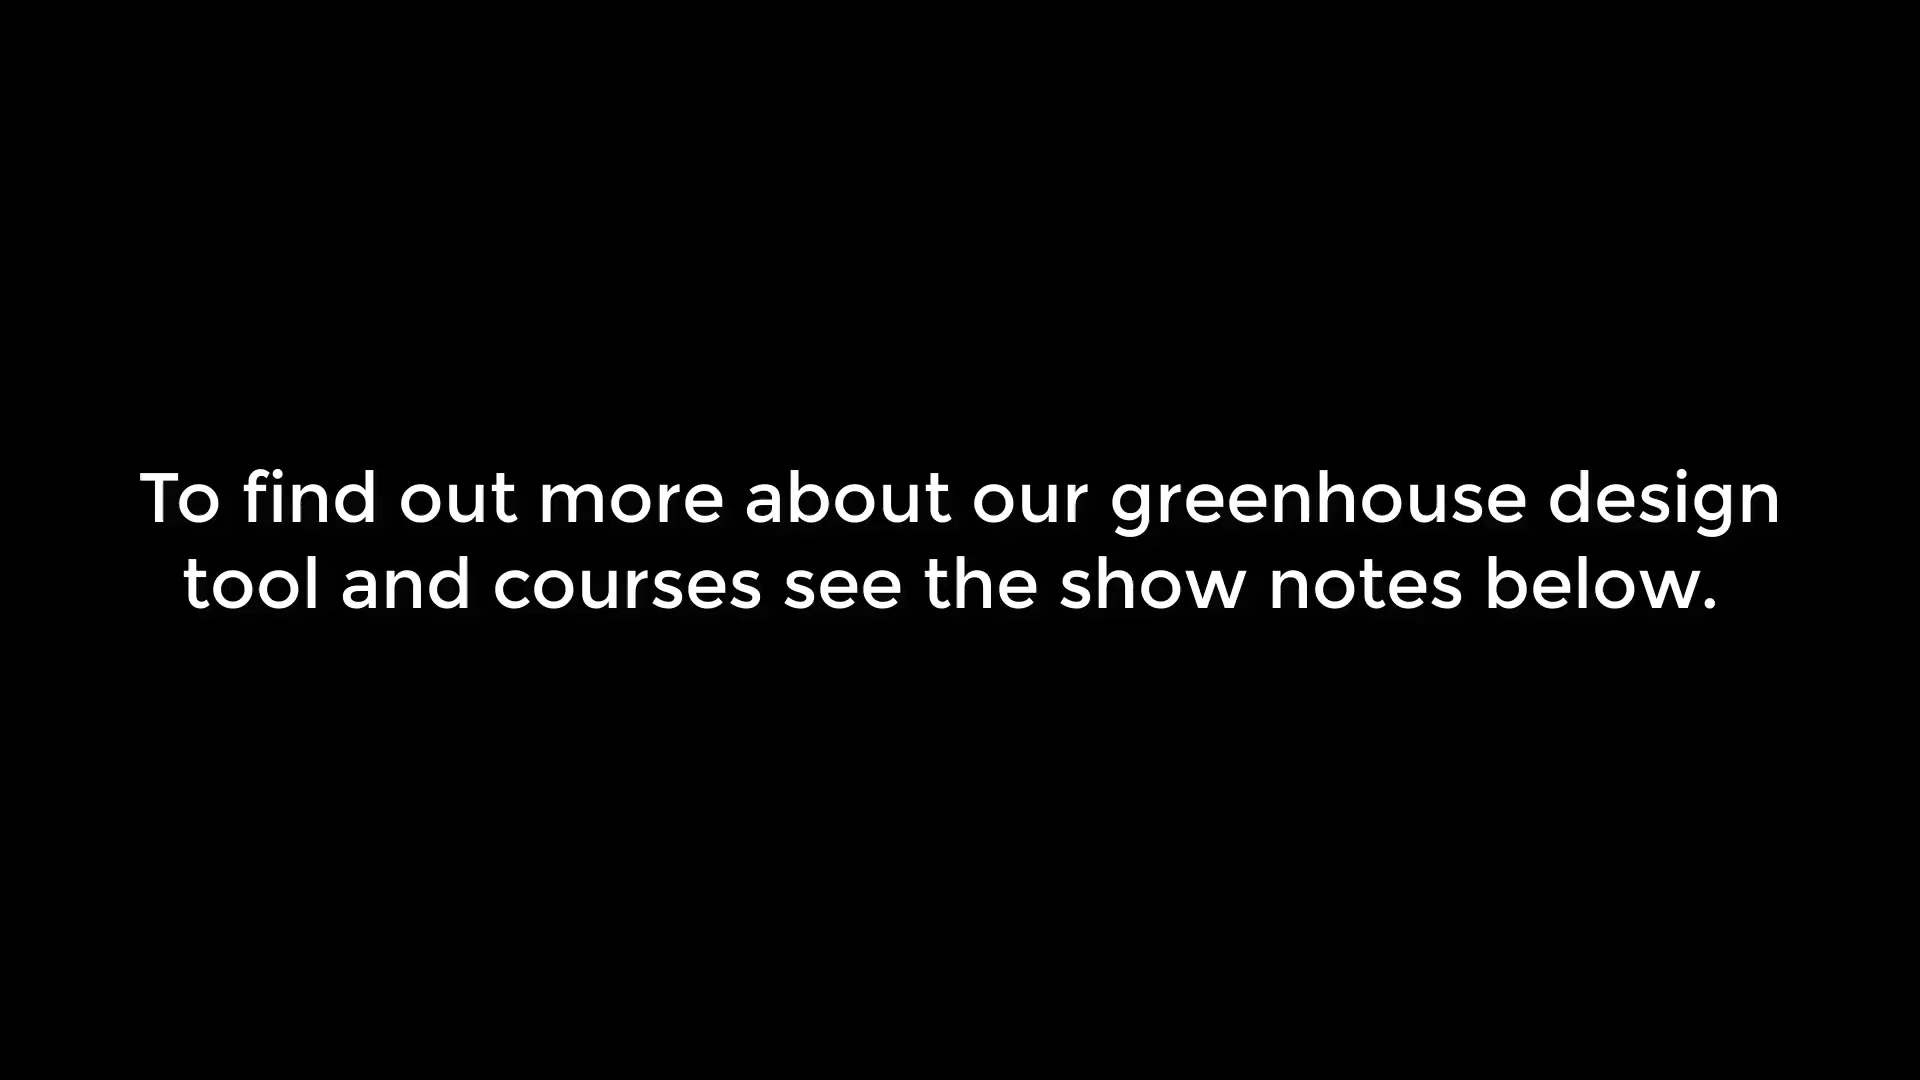 To find out more about our greenhouse design
tool and courses see the show notes below.